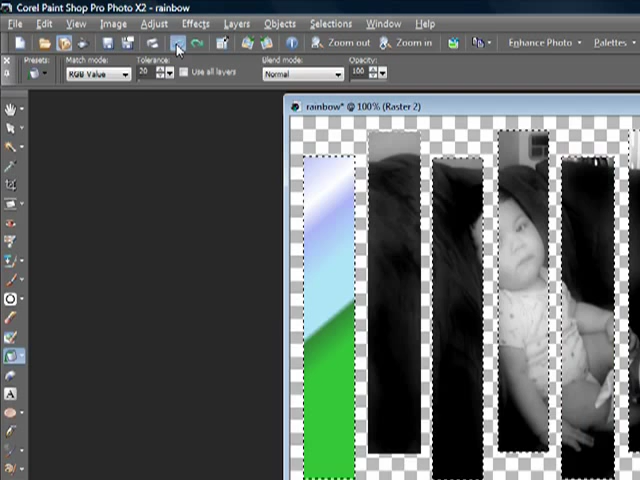 Corel Paint Shop Pro Photo X2 - rainbow
File Edit View Image Adjust Effects Layers Objects Selections Window Help
Zoom out Zoom in Enhance Photo Palettes
Presets: Match mode: Tolerance: Blend mode: Opacity:
RGB Value 20 Use all layers Normal 100
rainbow* @ 100% (Raster 2)
A